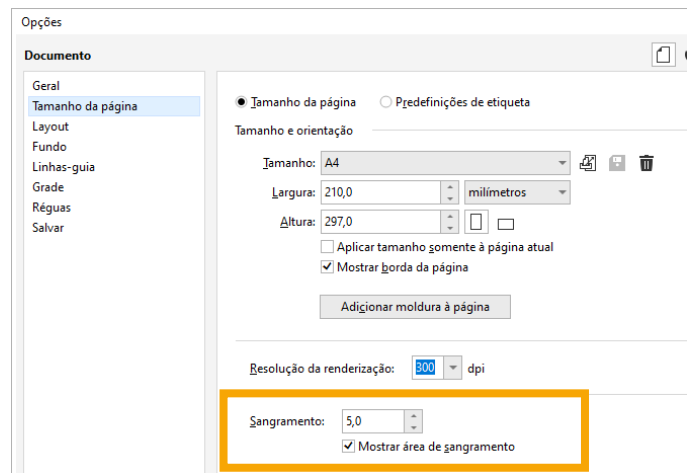 Opções
Documento
Geral
Tamanho da página
Layout
Fundo
Linhas-guia
Grade
Réguas
Salvar
Tamanho da página Predefinições de etiqueta
Tamanho e orientação
Tamanho: A4
Largura: 210,0 milímetros
Altura: 297,0
Aplicar tamanho somente à página atual
Mostrar borda da página
Adicionar moldura à página
Resolução da renderização: 300 dpi
Sangramento: 5,0
Mostrar área de sangramento